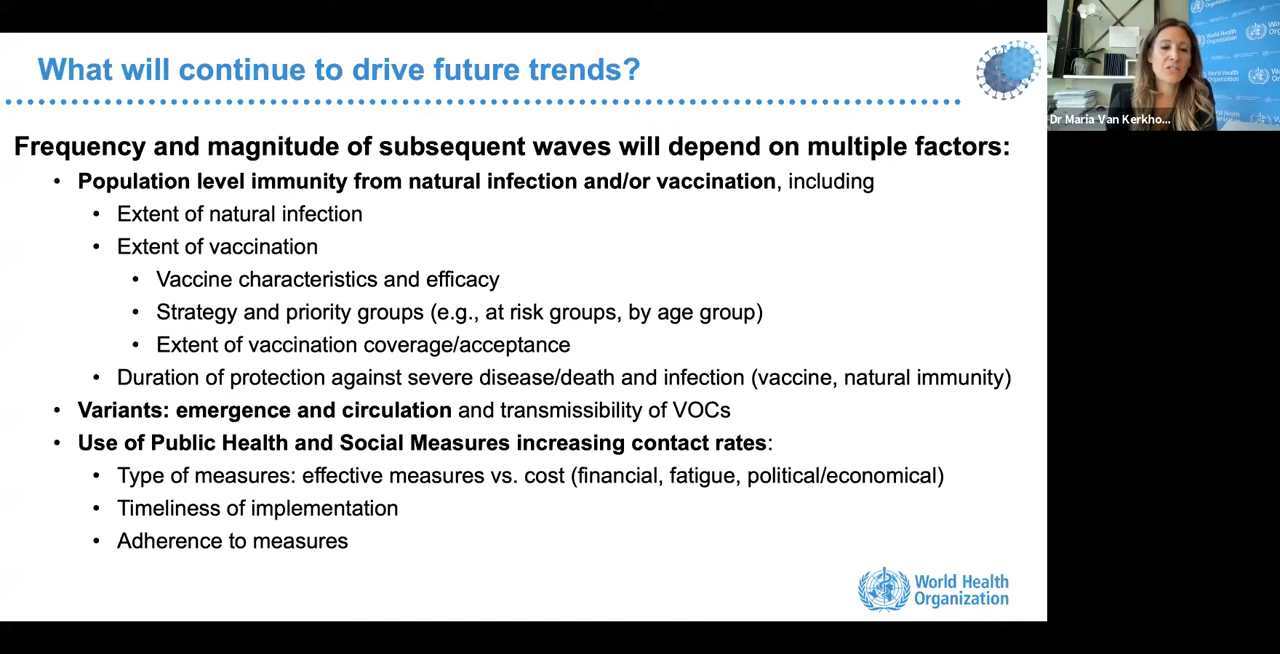 What will continue to drive future trends?
Frequency and magnitude of subsequent waves will depend on multiple factors:
• Population level immunity from natural infection and/or vaccination, including
• Extent of natural infection
• Extent of vaccination
• Vaccine characteristics and efficacy
• Strategy and priority groups (e.g., at risk groups, by age group)
• Extent of vaccination coverage/acceptance
• Duration of protection against severe disease/death and infection (vaccine, natural immunity)
• Variants: emergence and circulation and transmissibility of VOCs
• Use of Public Health and Social Measures increasing contact rates:
• Type of measures: effective measures vs. cost (financial, fatigue, political/economical)
• Timeliness of implementation
• Adherence to measures
World Health
Organization
Dr Maria Van Kerkho...
World Health
Organization